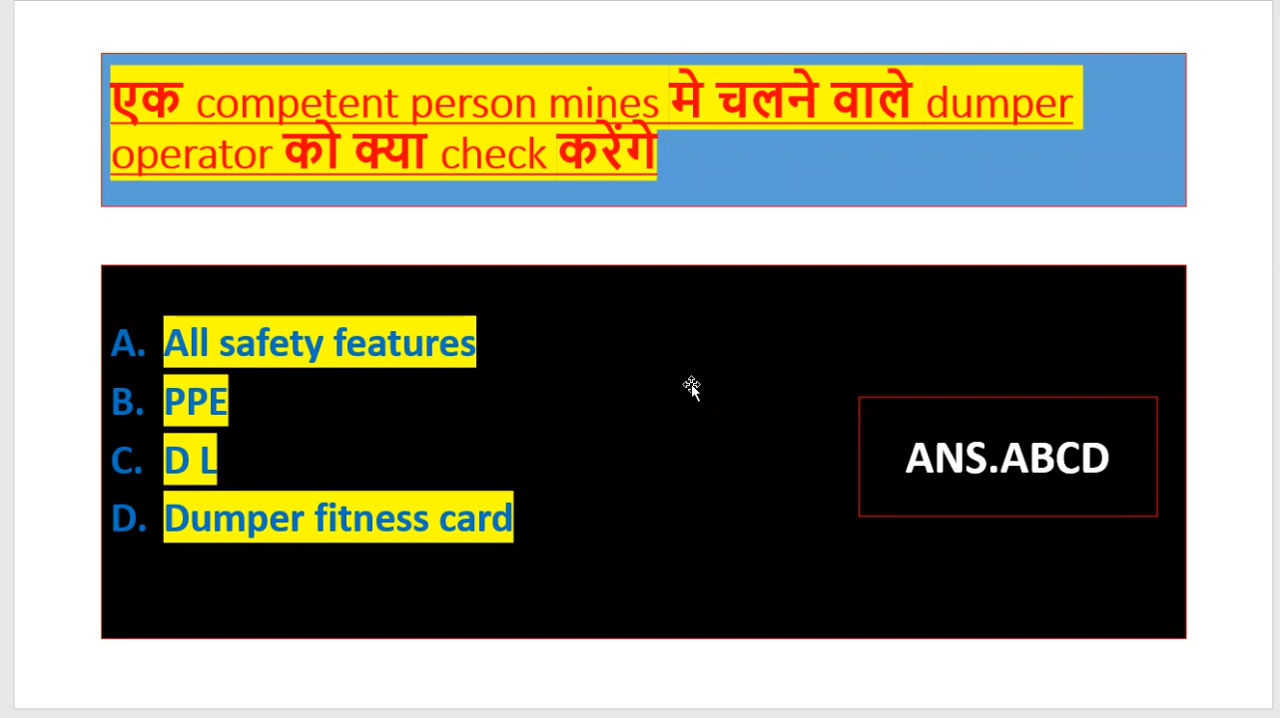 एक competent person mines मे चलने वाले dumper
operator को क्या check करेंगे
A. All safety features
B. PPE
C. D L
D. Dumper fitness card
ANS.ABCD